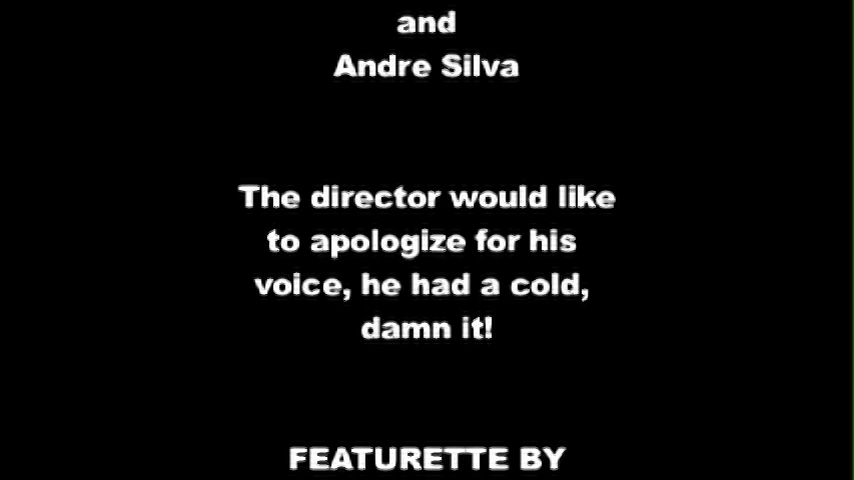 and
Andre Silva
The director would like
to apologize for his
voice, he had a cold,
damn it!
FEATURETTE BY